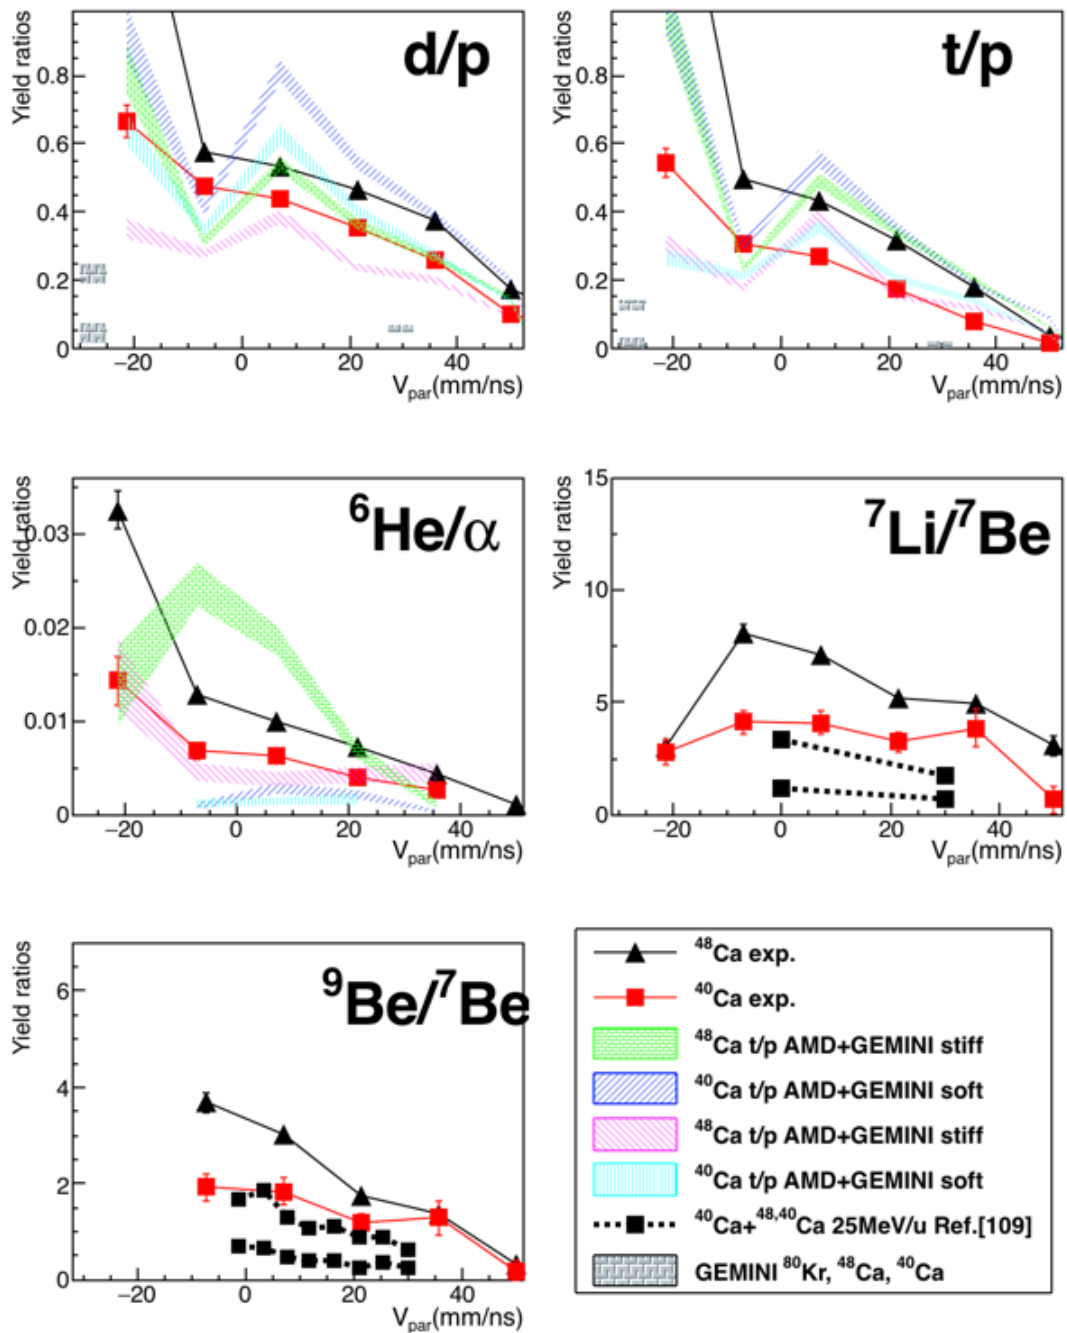 d/p
Yield ratios
0.8
0.6
0.4
0.2
0
−20 0 20 40
V_par(mm/ns)
t/p
Yield ratios
0.8
0.6
0.4
0.2
0
−20 0 20 40
V_par(mm/ns)
⁶He/α
Yield ratios
0.03
0.02
0.01
0
−20 0 20 40
V_par(mm/ns)
⁷Li/⁷Be
Yield ratios
15
10
5
0
−20 0 20 40
V_par(mm/ns)
⁹Be/⁷Be
Yield ratios
6
4
2
0
−20 0 20 40
V_par(mm/ns)
⁴⁸Ca exp.
⁴⁰Ca exp.
⁴⁸Ca t/p AMD+GEMINI stiff
⁴⁰Ca t/p AMD+GEMINI soft
⁴⁸Ca t/p AMD+GEMINI stiff
⁴⁰Ca t/p AMD+GEMINI soft
⁴⁰Ca+⁴⁸,⁴⁰Ca 25MeV/u Ref.[109]
GEMINI ⁸⁰Kr, ⁴⁸Ca, ⁴⁰Ca